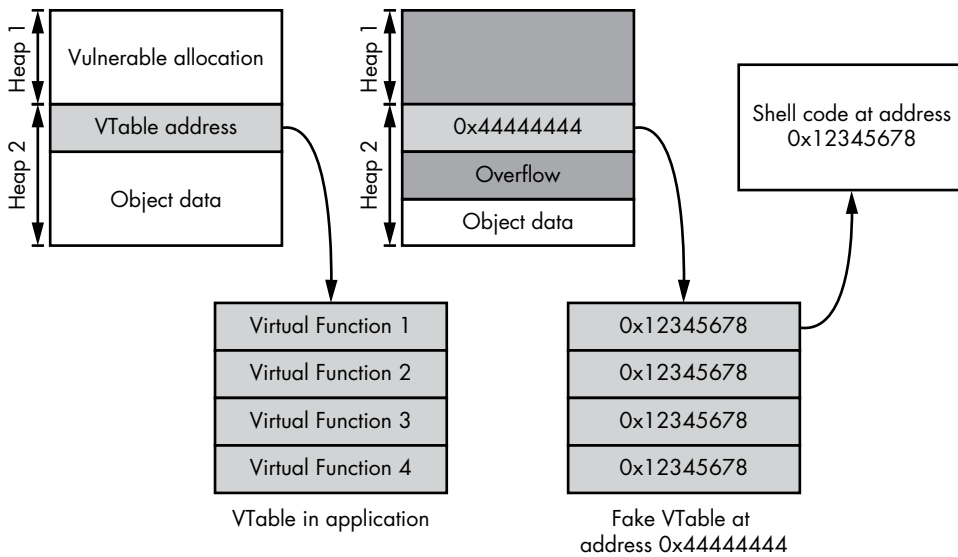 Heap 1
Vulnerable allocation
Heap 2
VTable address
Object data
Heap 1
Heap 2
0x44444444
Overflow
Object data
Shell code at address
0x12345678
Virtual Function 1
Virtual Function 2
Virtual Function 3
Virtual Function 4
VTable in application
0x12345678
0x12345678
0x12345678
0x12345678
Fake VTable at
address 0x44444444